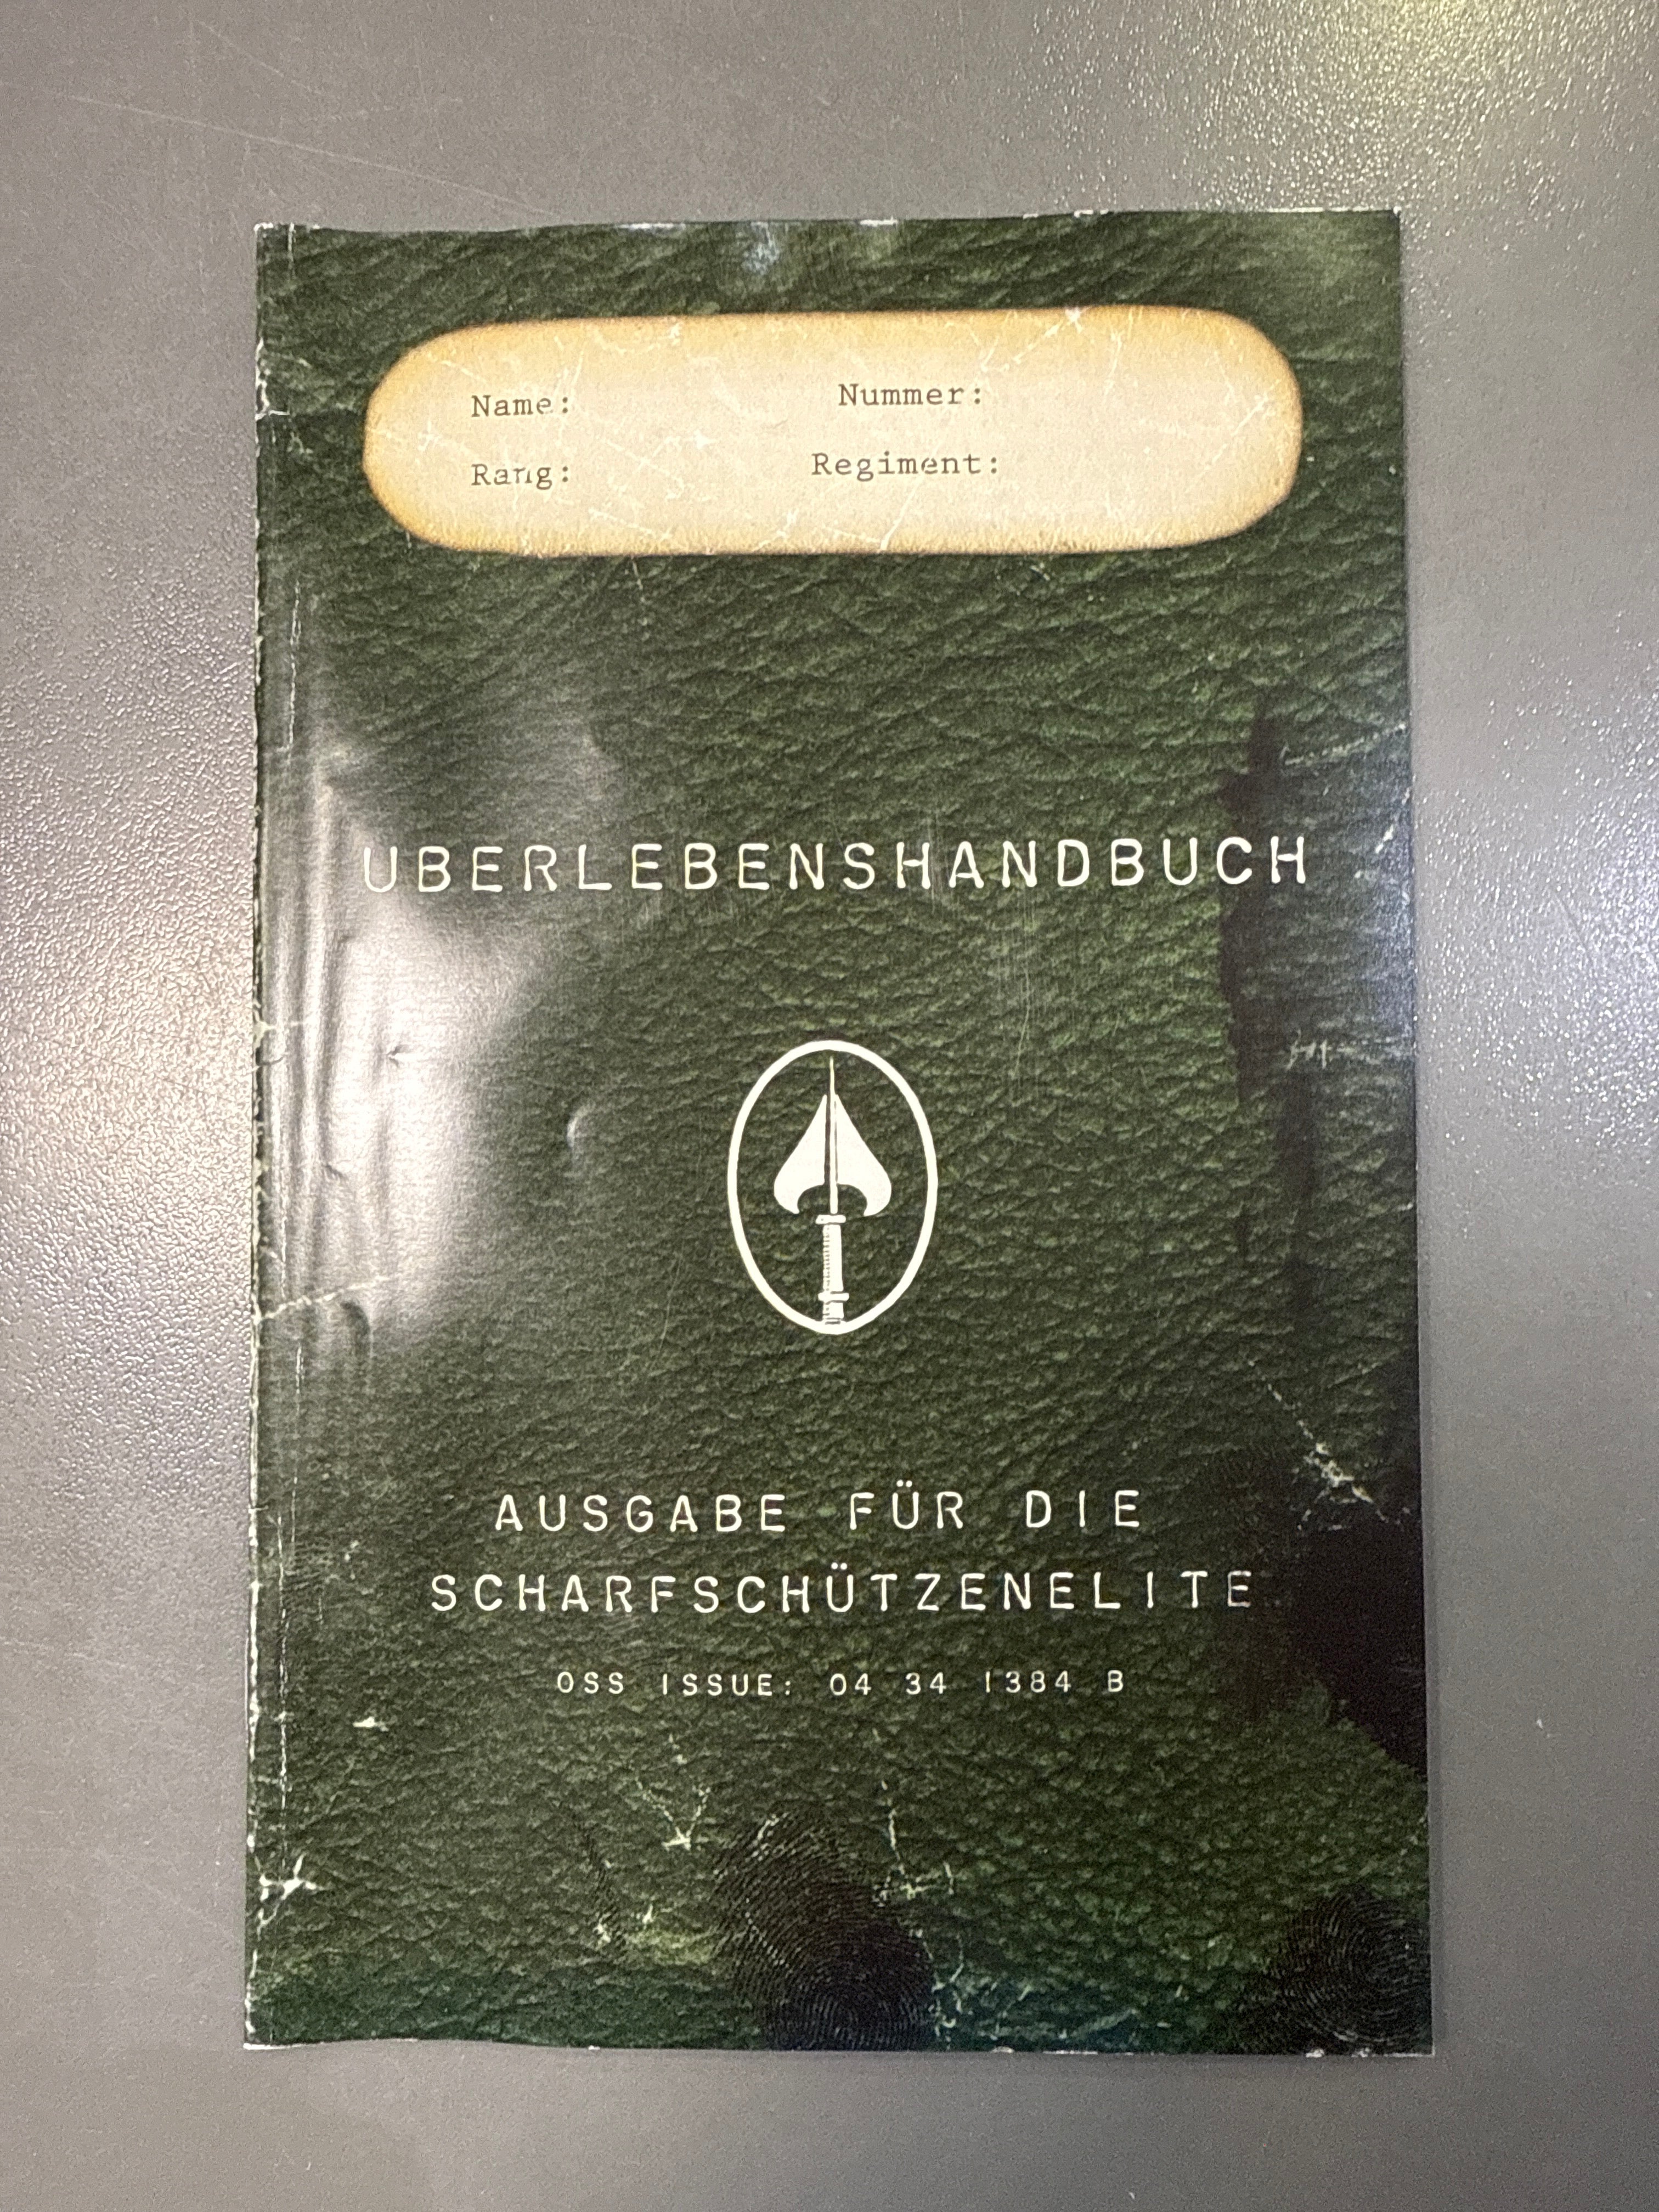 Name: Nummer:
Rang: Regiment:
UBERLEBENSHANDBUCH
AUSGABE FÜR DIE
SCHARFSCHÜTZENELITE
OSS ISSUE: 04 34 1384 B